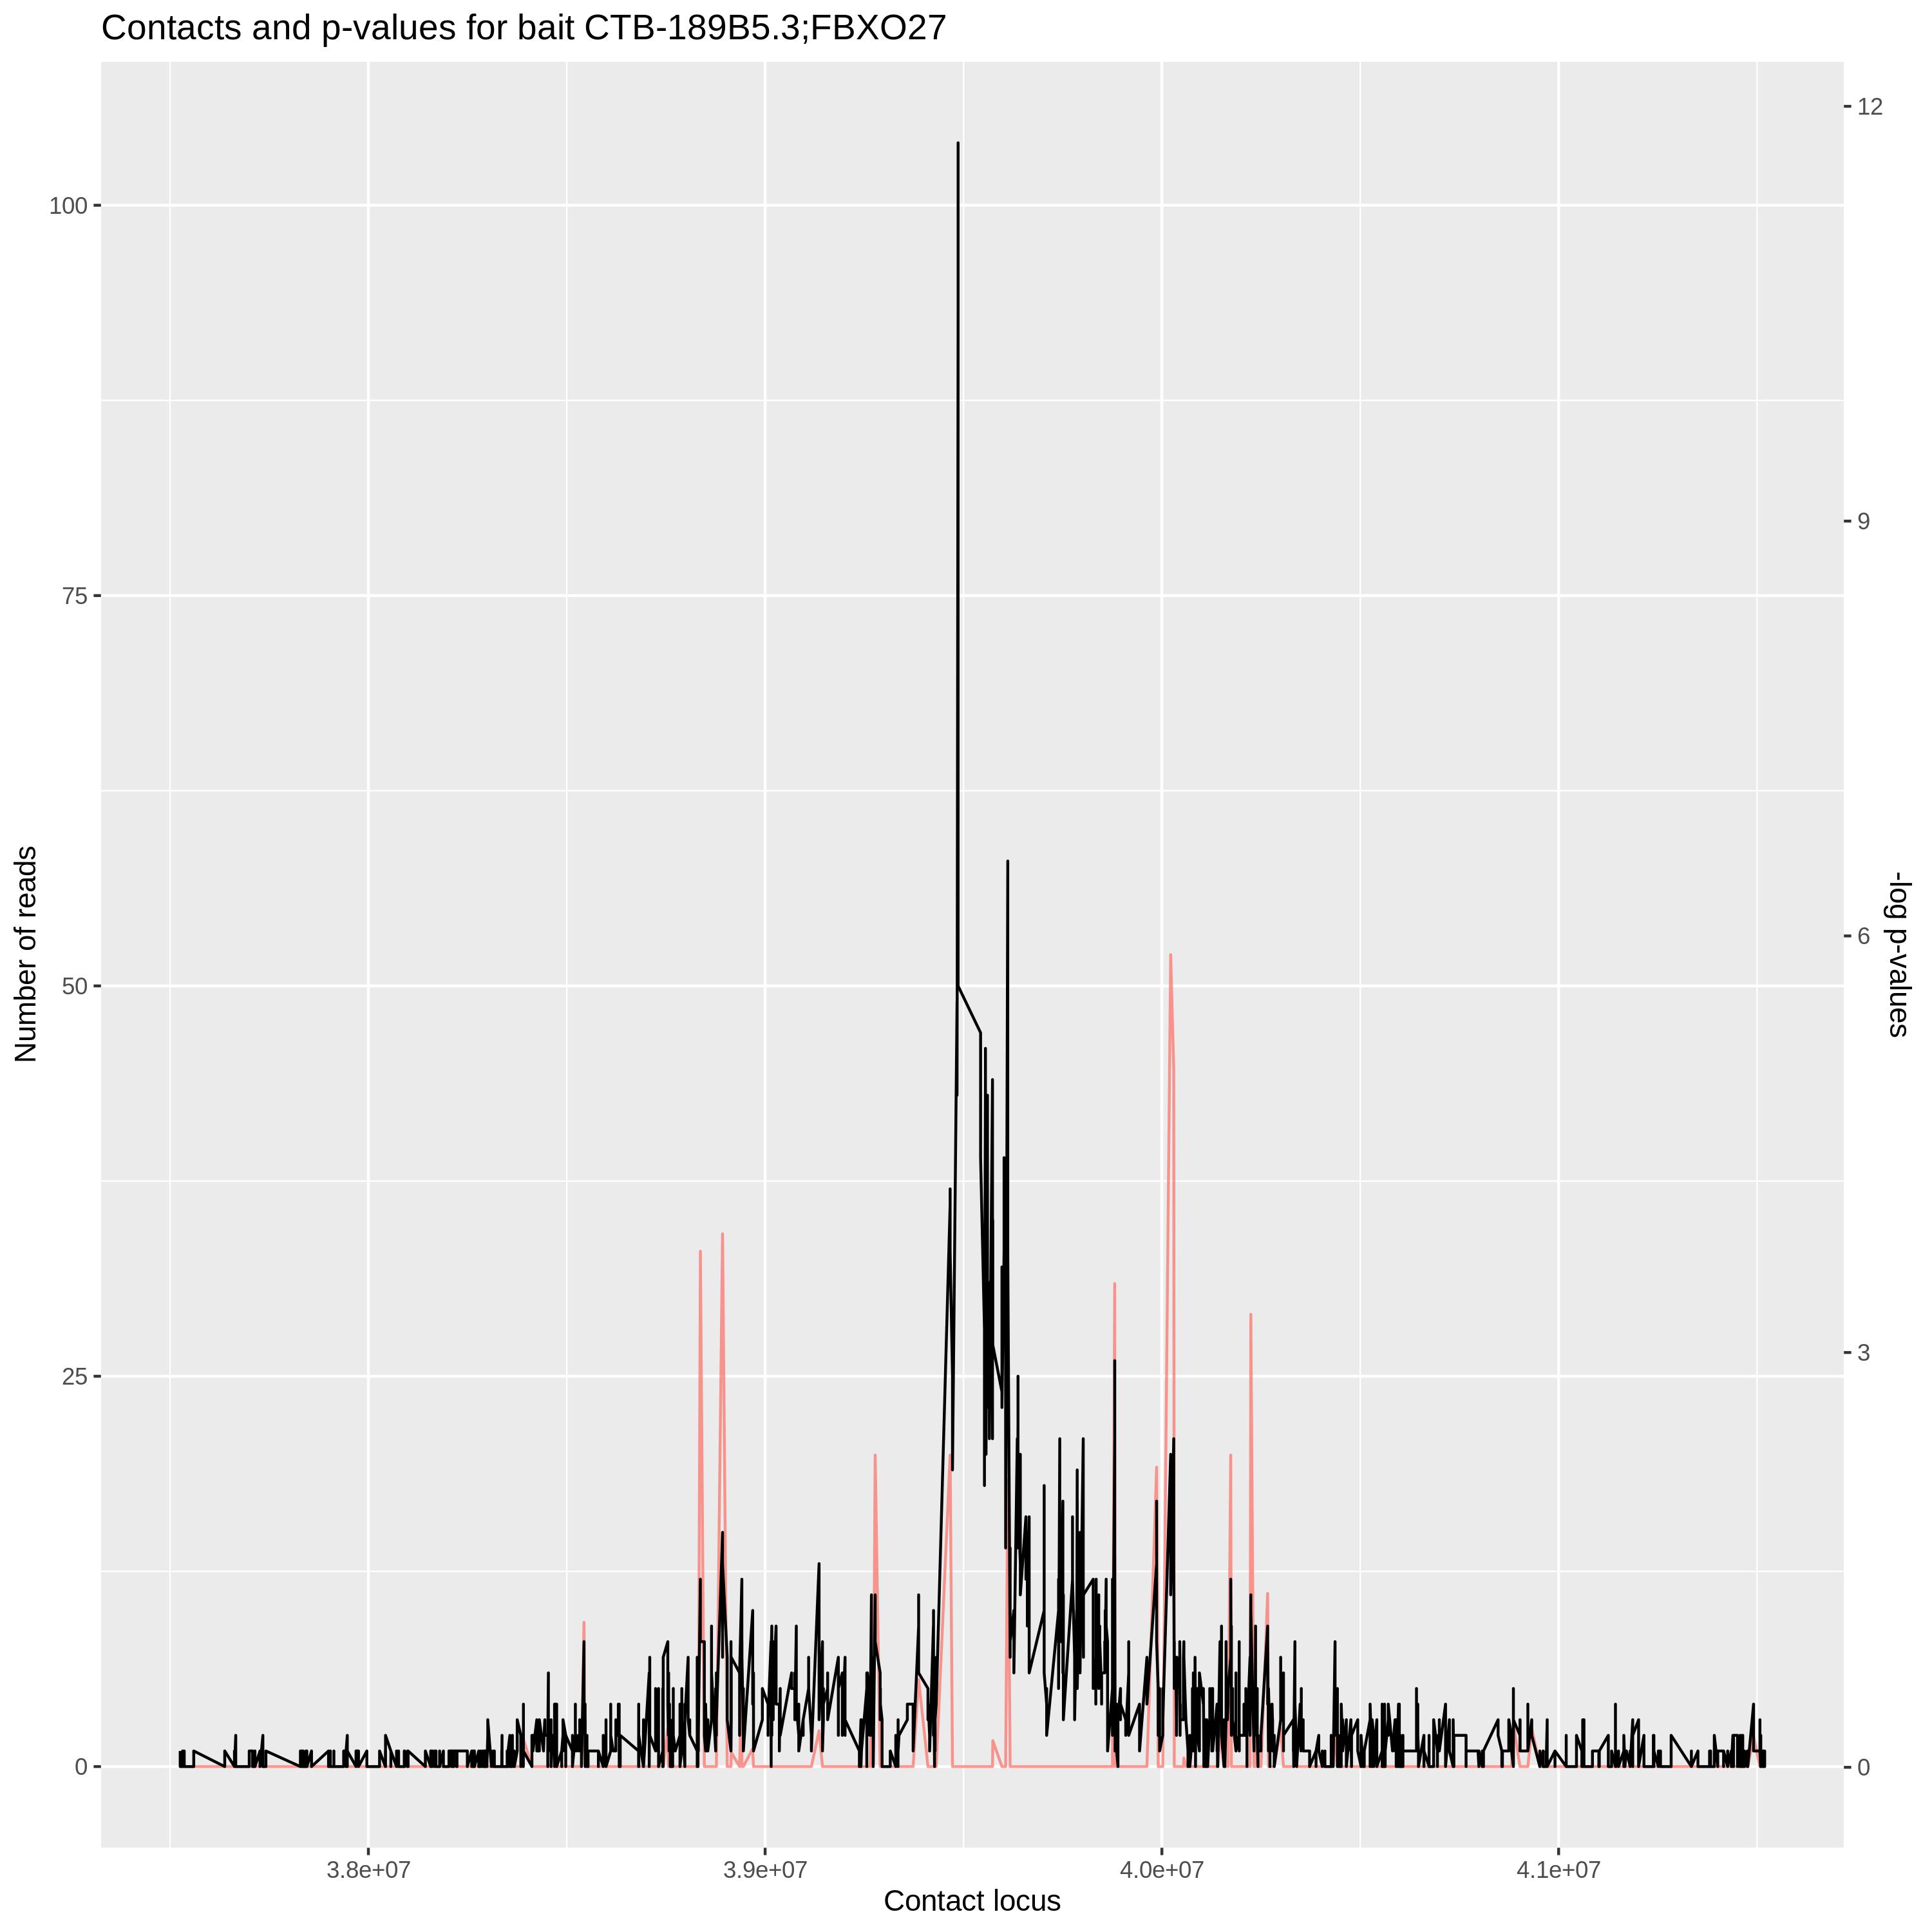 Contacts and p-values for bait CTB-189B5.3;FBXO27
100
75
50
25
0
Number of reads
12
9
6
3
0
-log p-values
3.8e+07
3.9e+07
4.0e+07
4.1e+07
Contact locus